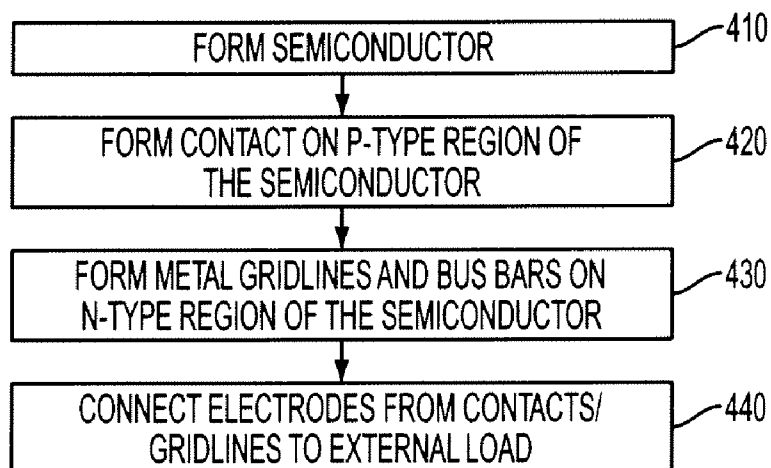 FORM SEMICONDUCTOR
410
FORM CONTACT ON P-TYPE REGION OF
THE SEMICONDUCTOR
420
FORM METAL GRIDLINES AND BUS BARS ON
N-TYPE REGION OF THE SEMICONDUCTOR
430
CONNECT ELECTRODES FROM CONTACTS/
GRIDLINES TO EXTERNAL LOAD
440